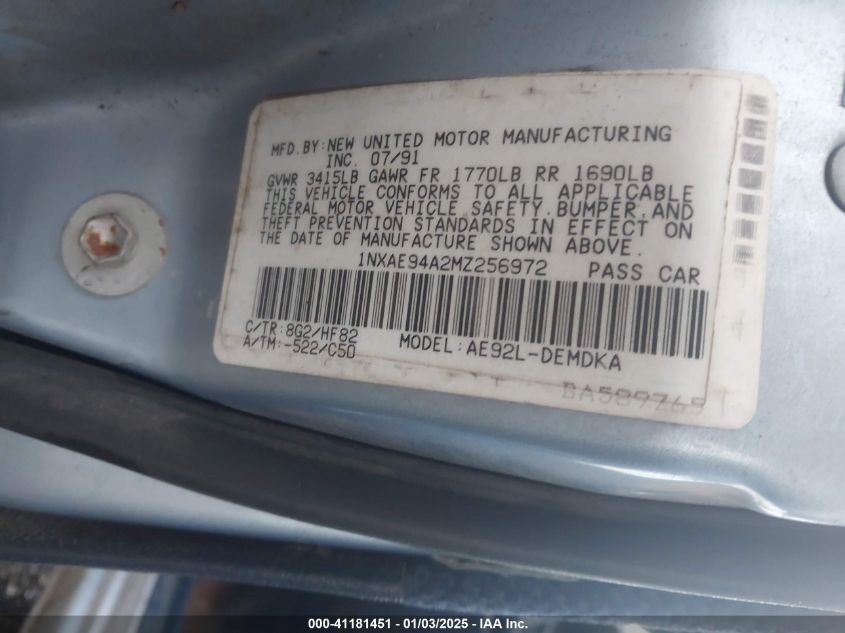 MFD.BY:NEW UNITED MOTOR MANUFACTURING
INC. 07/91
GVWR 3415LB GAWR FR 1770LB RR 1690LB
THIS VEHICLE CONFORMS TO ALL APPLICABLE
FEDERAL MOTOR VEHICLE SAFETY,BUMPER,AND
THEFT PREVENTION STANDARDS IN EFFECT ON
THE DATE OF MANUFACTURE SHOWN ABOVE.
1NXAE94A2MZ256972 PASS CAR
C/TR:8G2/HF82
A/TM:-522/C50
MODEL:AE92L-DEMDKA
BA589765
000-41181451 - 01/03/2025 - IAA Inc.